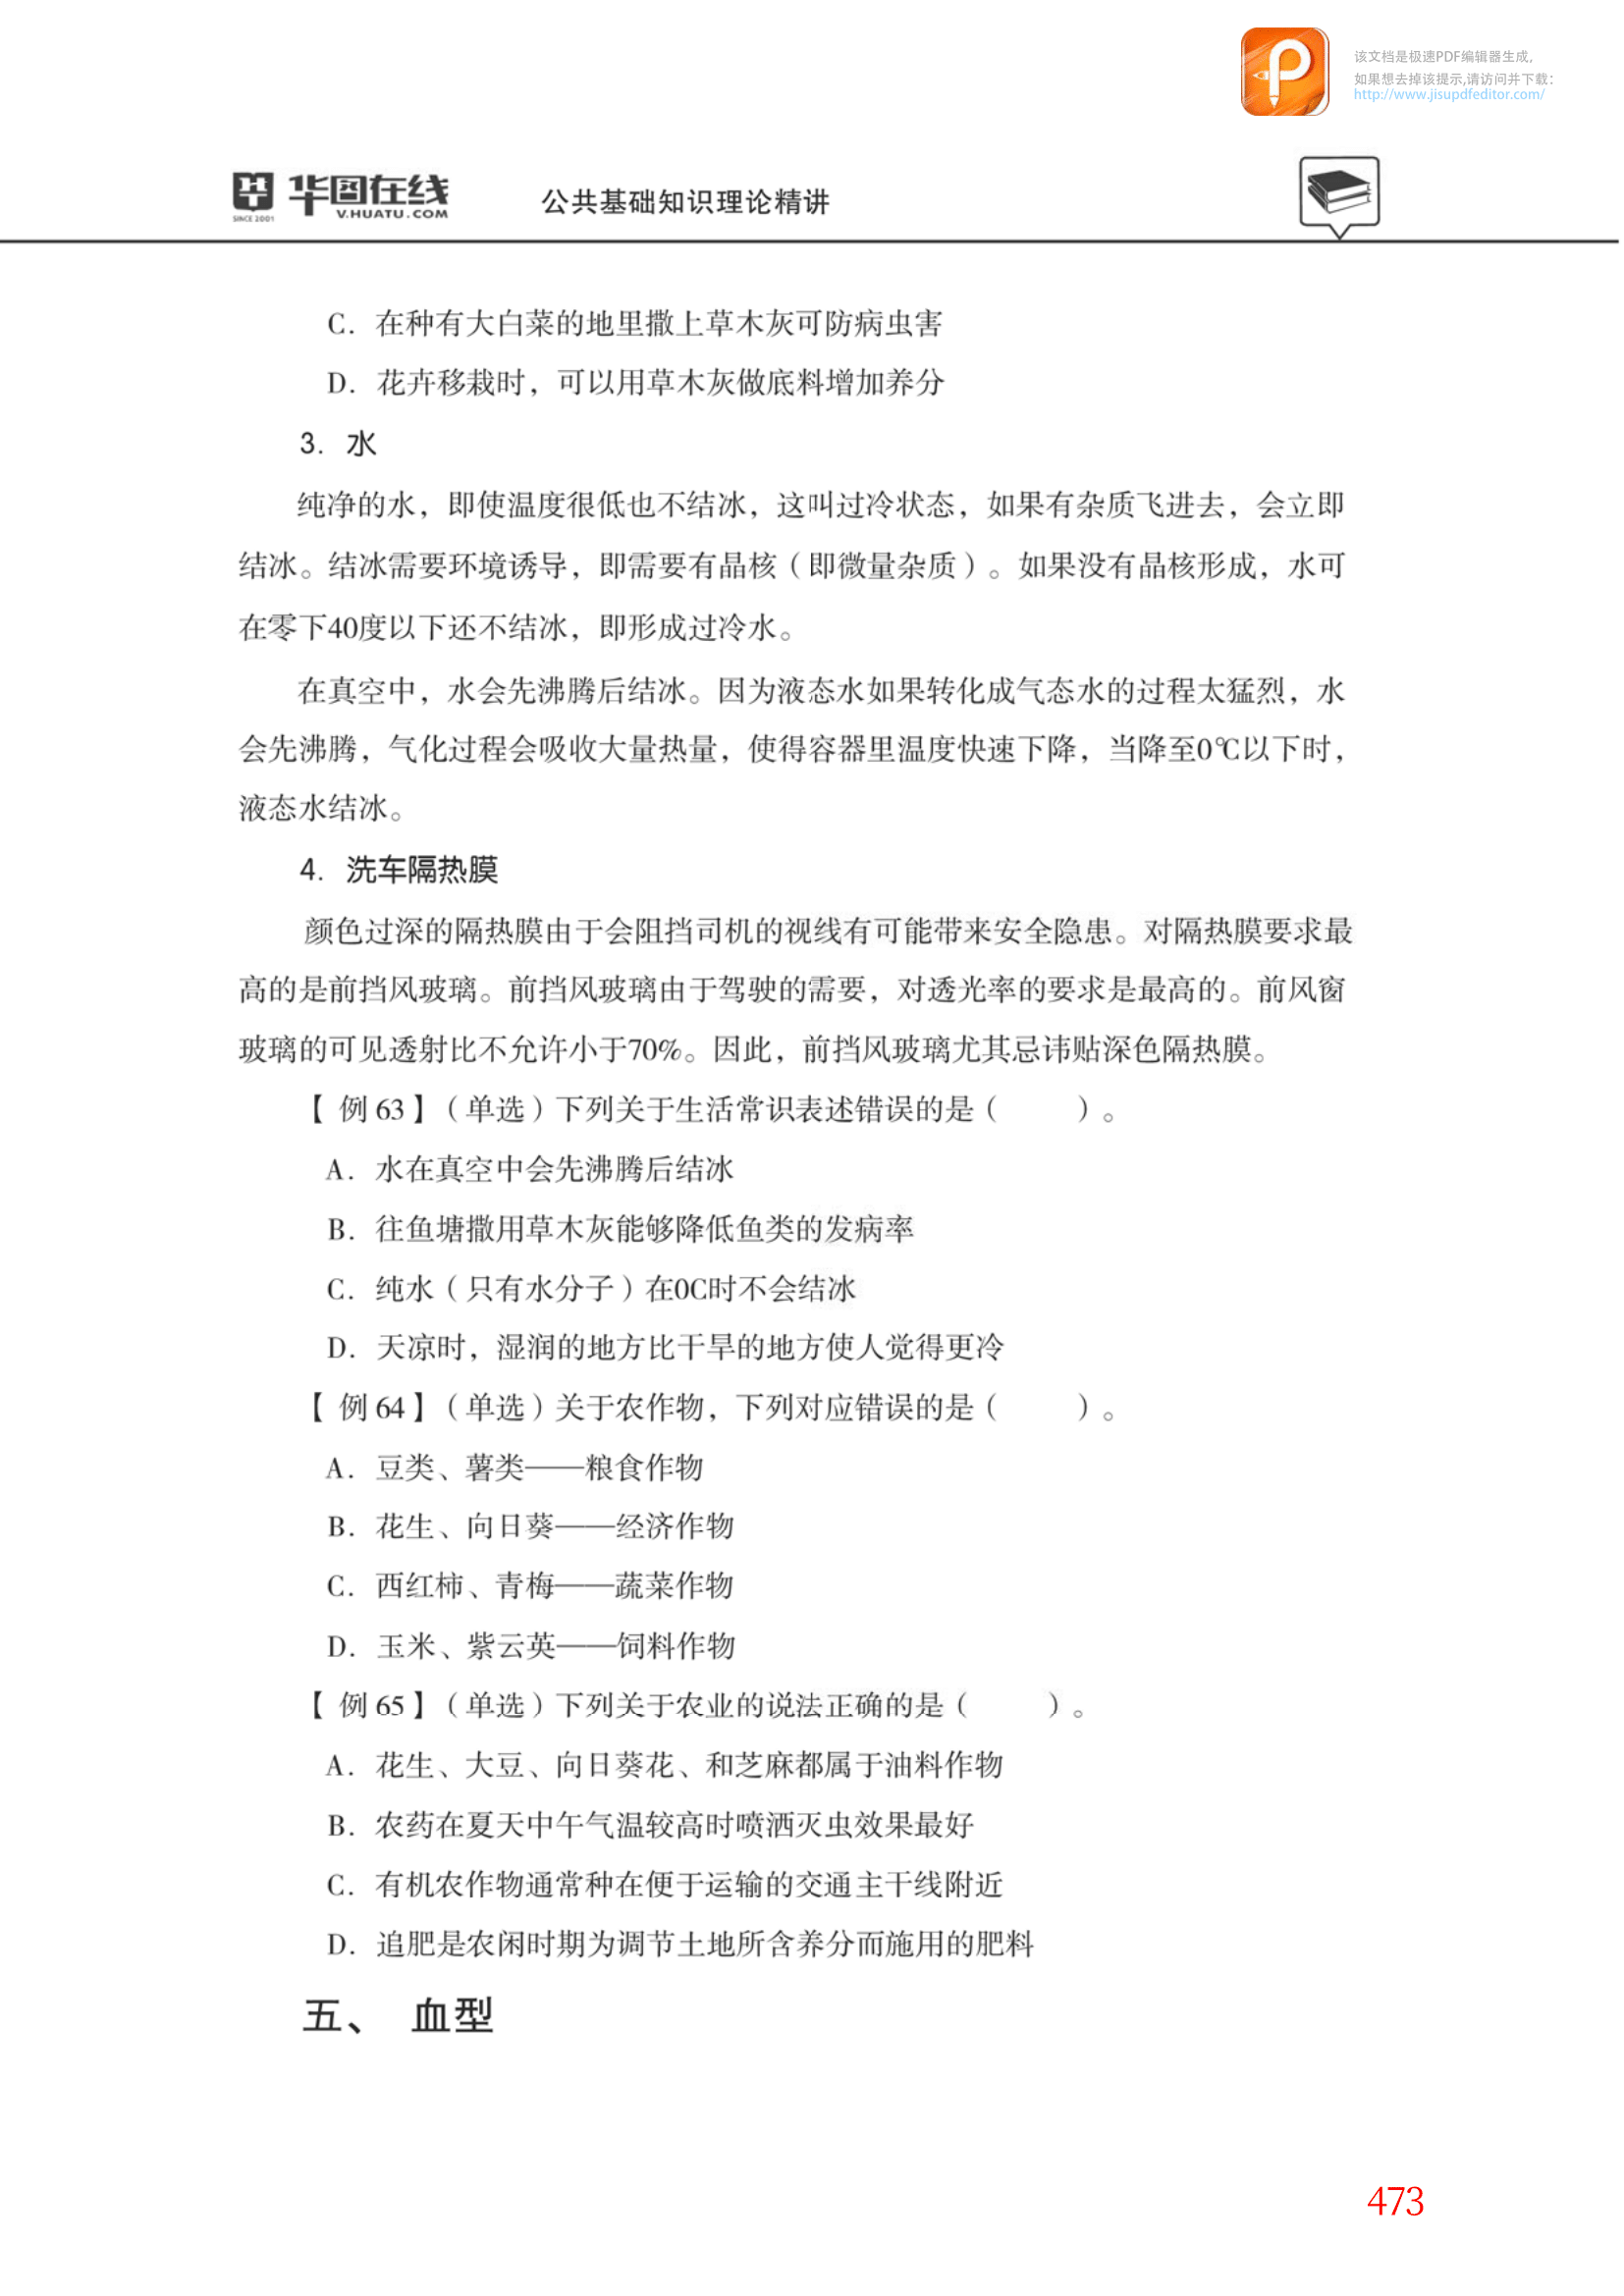 该文档是极速PDF编辑器生成,
如果想去掉该提示,请访问并下载:
http://www.jisupdfeditor.com/
华图在线
SINCE 2001
V.HUATU.COM
公共基础知识理论精讲
C. 在种有大白菜的地里撒上草木灰可防病虫害
D. 花卉移栽时，可以用草木灰做底料增加养分
3. 水
纯净的水，即使温度很低也不结冰，这叫过冷状态，如果有杂质飞进去，会立即
结冰。结冰需要环境诱导，即需要有晶核（即微量杂质）。如果没有晶核形成，水可
在零下40度以下还不结冰，即形成过冷水。
在真空中，水会先沸腾后结冰。因为液态水如果转化成气态水的过程太猛烈，水
会先沸腾，气化过程会吸收大量热量，使得容器里温度快速下降，当降至0℃以下时，
液态水结冰。
4. 洗车隔热膜
颜色过深的隔热膜由于会阻挡司机的视线有可能带来安全隐患。对隔热膜要求最
高的是前挡风玻璃。前挡风玻璃由于驾驶的需要，对透光率的要求是最高的。前风窗
玻璃的可见透射比不允许小于70%。因此，前挡风玻璃尤其忌讳贴深色隔热膜。
【 例 63 】（单选）下列关于生活常识表述错误的是（ ）。
A. 水在真空中会先沸腾后结冰
B. 往鱼塘撒用草木灰能够降低鱼类的发病率
C. 纯水（只有水分子）在0C时不会结冰
D. 天凉时，湿润的地方比干旱的地方使人觉得更冷
【 例 64 】（单选）关于农作物，下列对应错误的是（ ）。
A. 豆类、薯类——粮食作物
B. 花生、向日葵——经济作物
C. 西红柿、青梅——蔬菜作物
D. 玉米、紫云英——饲料作物
【 例 65 】（单选）下列关于农业的说法正确的是（ ）。
A. 花生、大豆、向日葵花、和芝麻都属于油料作物
B. 农药在夏天中午气温较高时喷洒灭虫效果最好
C. 有机农作物通常种在便于运输的交通主干线附近
D. 追肥是农闲时期为调节土地所含养分而施用的肥料
五、 血型
473